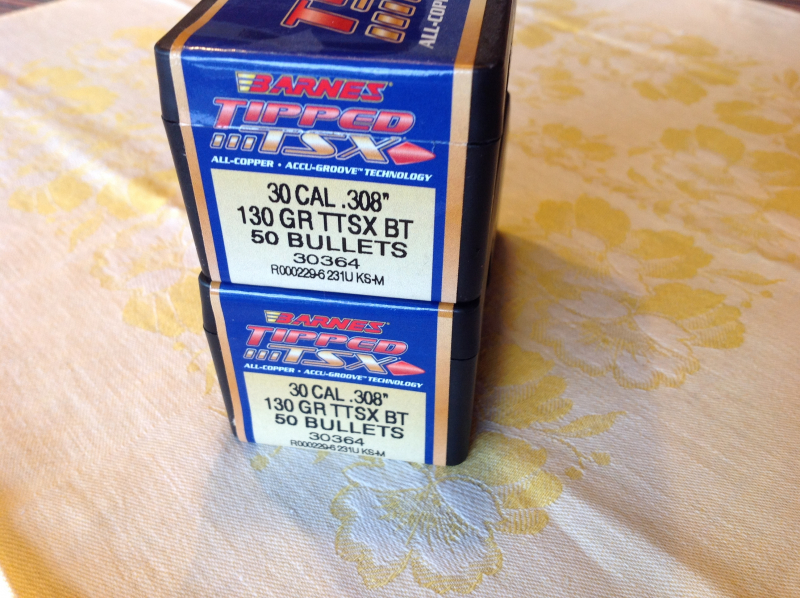 ALL-COP
BARNES
TIPPED
TSX
ALL-COPPER • ACCU-GROOVE™ TECHNOLOGY
30 CAL .308"
130 GR TTSX BT
50 BULLETS
30364
R000229-6 231U KS-M
BARNES
TIPPED
TSX
ALL-COPPER • ACCU-GROOVE™ TECHNOLOGY
30 CAL .308"
130 GR TTSX BT
50 BULLETS
30364
R000229-6 231U KS-M